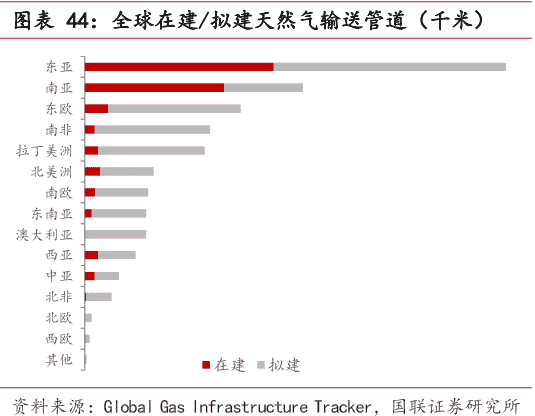 图表 44：全球在建/拟建天然气输送管道（千米）
东亚
南亚
东欧
南非
拉丁美洲
北美洲
南欧
东南亚
澳大利亚
西亚
中亚
北非
北欧
西欧
其他
在建 拟建
资料来源：Global Gas Infrastructure Tracker，国联证券研究所